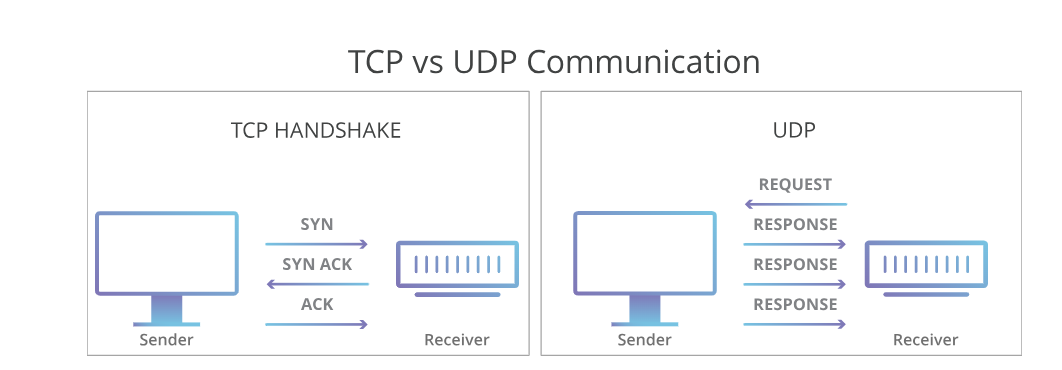 TCP vs UDP Communication
TCP HANDSHAKE
SYN
SYN ACK
ACK
Sender
Receiver
UDP
REQUEST
RESPONSE
RESPONSE
RESPONSE
Sender
Receiver